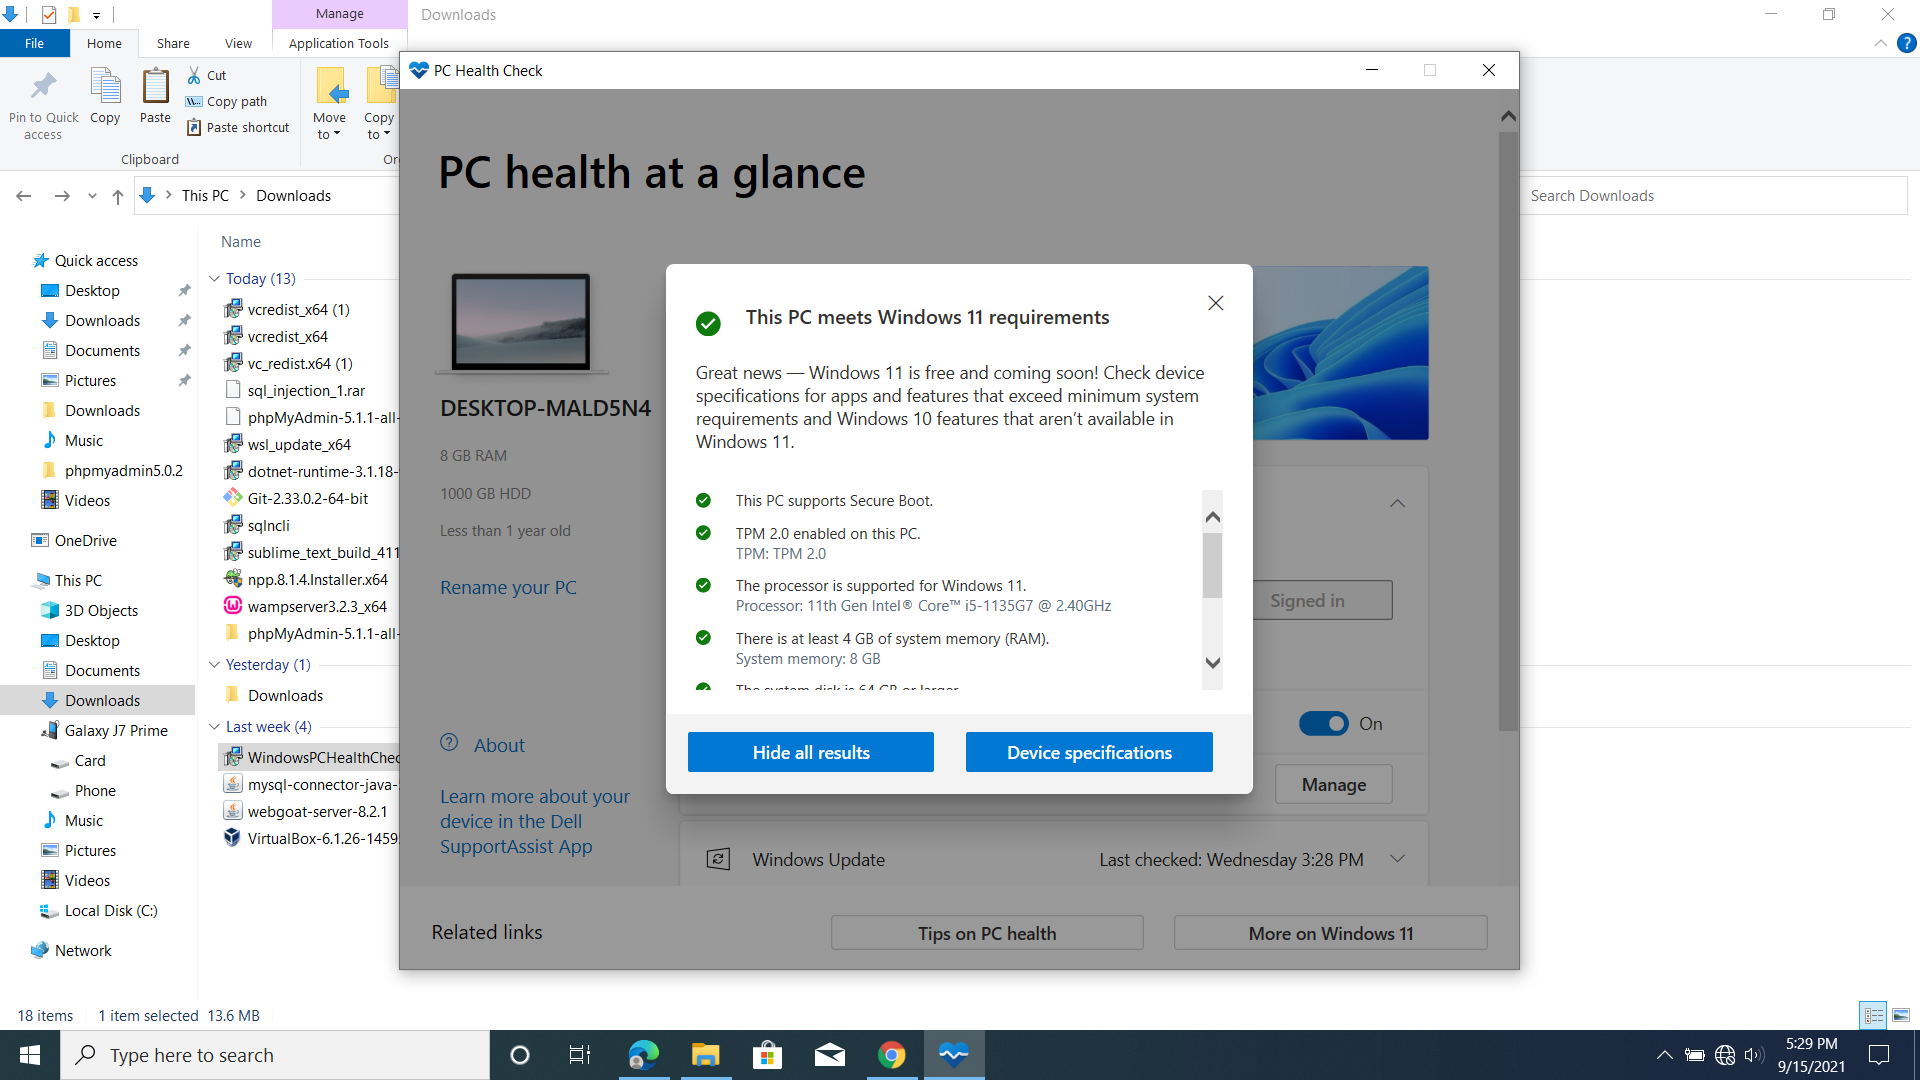 Manage
Downloads
File
Home
Share
View
Application Tools
?
Pin to Quick
access
Copy
Paste
Cut
Copy path
Paste shortcut
Move
to
Copy
to
Clipboard
This PC
Downloads
Search Downloads
Name
Quick access
Desktop
Downloads
Documents
Pictures
Downloads
Music
phpmyadmin5.0.2
Videos
OneDrive
This PC
3D Objects
Desktop
Documents
Downloads
Galaxy J7 Prime
Card
Phone
Music
Pictures
Videos
Local Disk (C:)
Network
Today (13)
vcredist_x64 (1)
vcredist_x64
vc_redist.x64 (1)
sql_injection_1.rar
phpMyAdmin-5.1.1-all-
wsl_update_x64
dotnet-runtime-3.1.18-
Git-2.33.0.2-64-bit
sqlncli
sublime_text_build_411
npp.8.1.4.Installer.x64
wampserver3.2.3_x64
phpMyAdmin-5.1.1-all-
Yesterday (1)
Downloads
Last week (4)
WindowsPCHealthChec
mysql-connector-java-
webgoat-server-8.2.1
VirtualBox-6.1.26-1459
PC Health Check
PC health at a glance
DESKTOP-MALD5N4
8 GB RAM
1000 GB HDD
Less than 1 year old
Rename your PC
About
Learn more about your
device in the Dell
SupportAssist App
This PC meets Windows 11 requirements
Great news — Windows 11 is free and coming soon! Check device
specifications for apps and features that exceed minimum system
requirements and Windows 10 features that aren't available in
Windows 11.
This PC supports Secure Boot.
TPM 2.0 enabled on this PC.
TPM: TPM 2.0
The processor is supported for Windows 11.
Processor: 11th Gen Intel® Core™ i5-1135G7 @ 2.40GHz
There is at least 4 GB of system memory (RAM).
System memory: 8 GB
The system disk is 64 GB or larger.
Hide all results
Device specifications
Signed in
On
Manage
Windows Update
Last checked: Wednesday 3:28 PM
Related links
Tips on PC health
More on Windows 11
18 items
1 item selected 13.6 MB
Type here to search
5:29 PM
9/15/2021